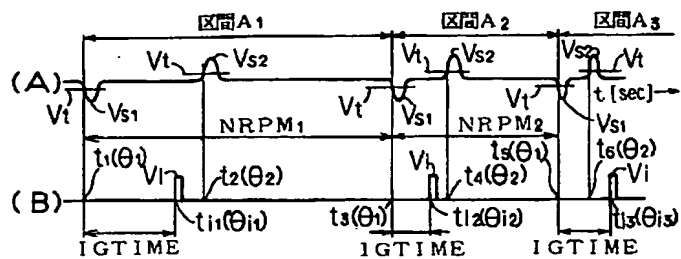 区間A1 区間A2 区間A3
Vt VS2 Vt VS2 VS2 Vt
(A)
Vt VS1 Vt VS1 Vt VS1 t [sec]
NRPM1 NRPM2
t1(θ1) Vi t2(θ2) Vi t4(θ2) t5(θ1) t6(θ2) Vi
(B)
ti1(θi1) t3(θ1) ti2(θi2) ti3(θi3)
IGTIME IGTIME IGTIME